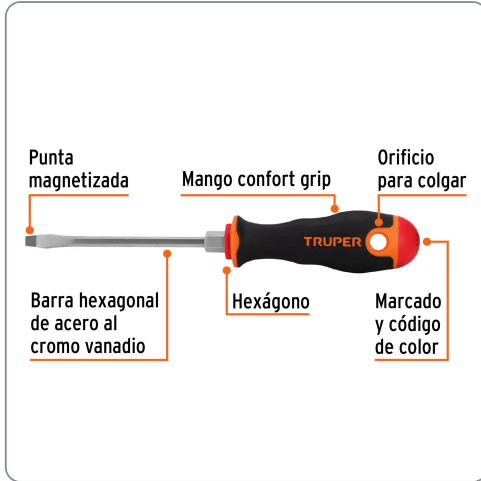 Punta
magnetizada
Mango confort grip
Orificio
para colgar
TRUPER
Barra hexagonal
de acero al
cromo vanadio
Hexágono
Marcado
y código
de color